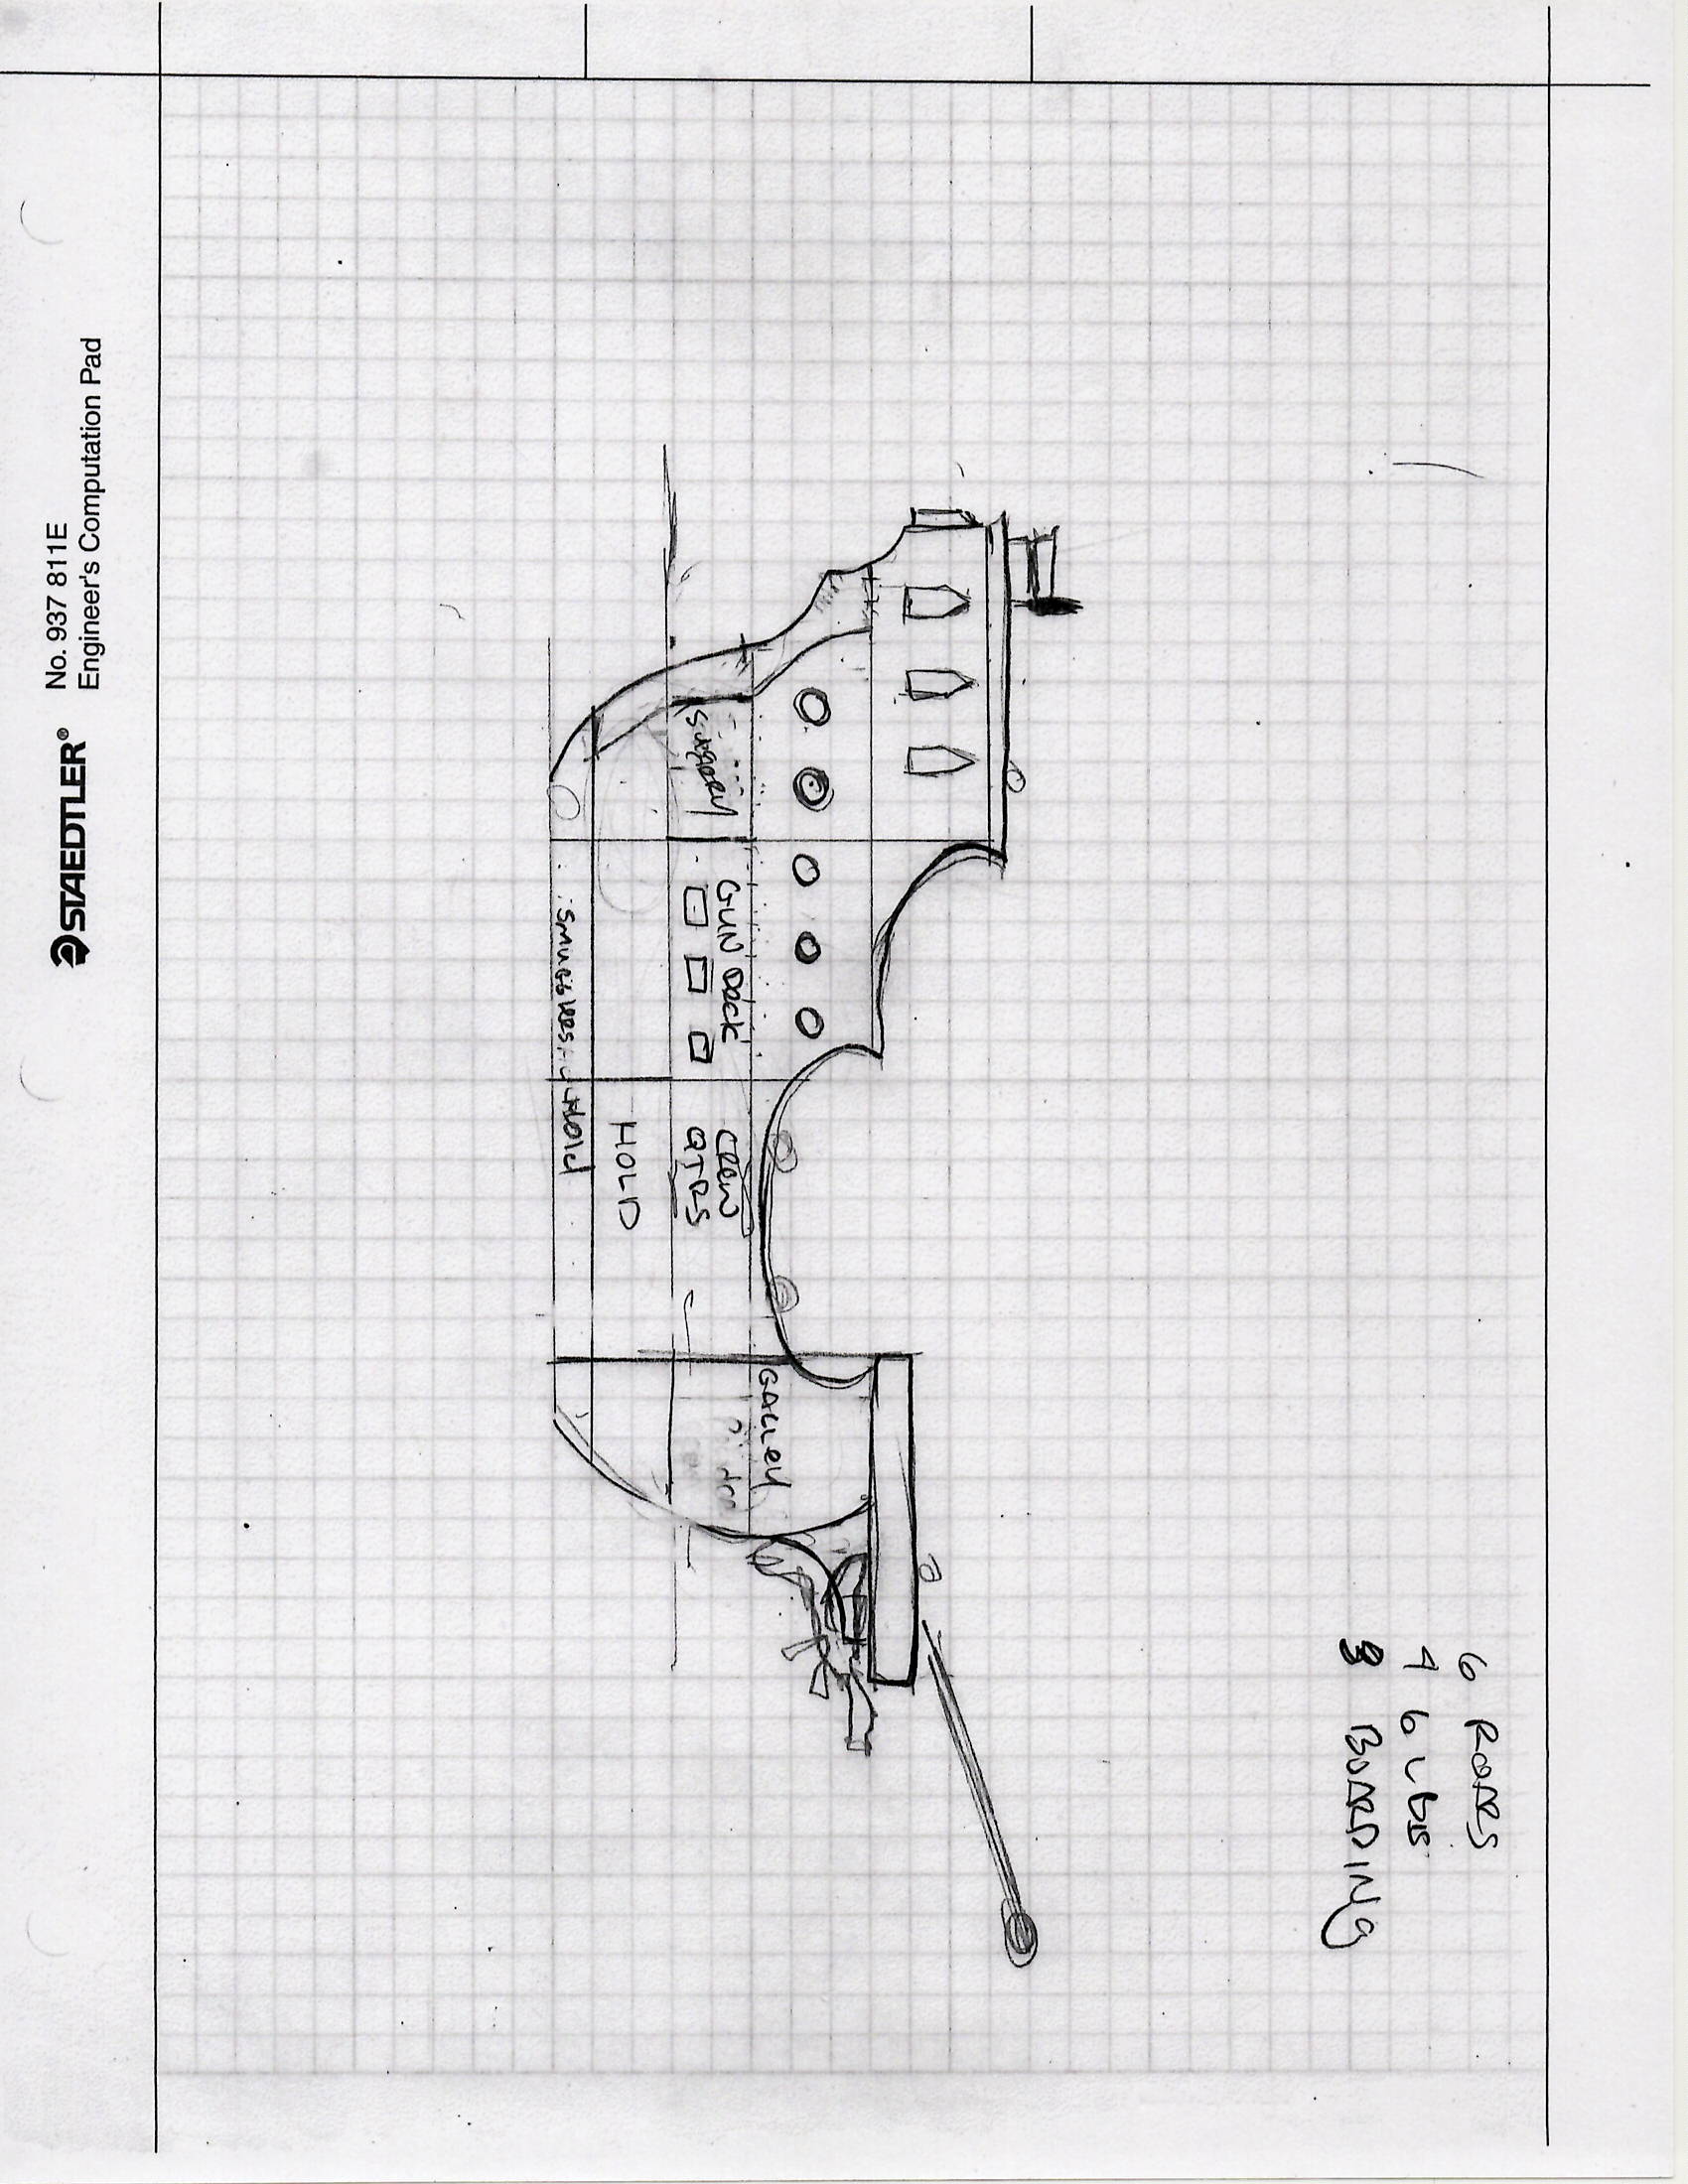 6 ROARS
4 6 LBS
3 BOARDING
GALLEY
SURGERY
GUN DECK
CREW
QTRS
HOLD
SMUGGLERS HOLD
STAEDTLER®
No. 937 811E
Engineer's Computation Pad